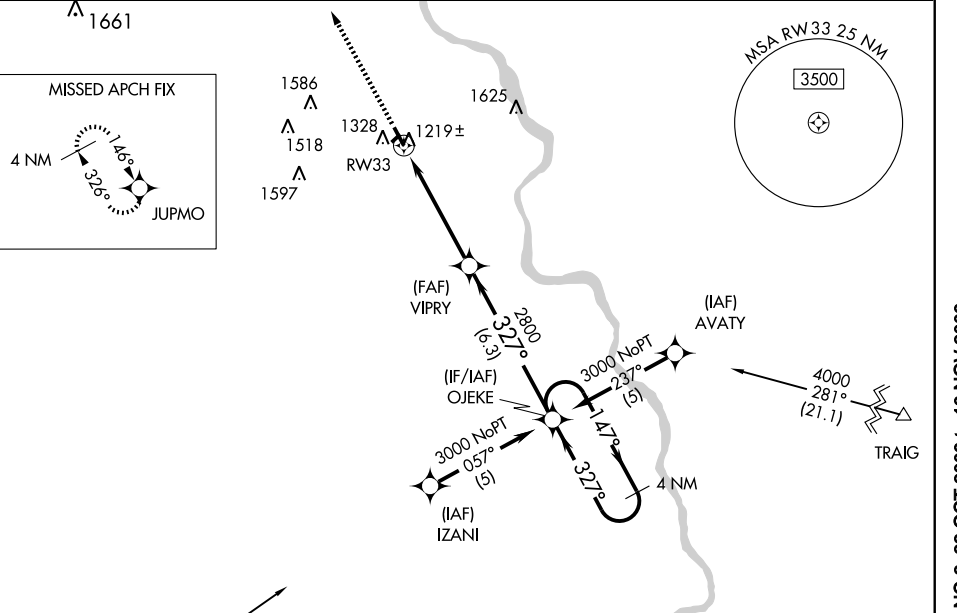 1661
MISSED APCH FIX
4 NM
146°
326°
JUPMO
1586
1518
1597
1328
1219±
RW33
1625
MSA RW33 25 NM
3500
(FAF)
VIPRY
2800
327°
(6.3)
(IF/IAF)
OJEKE
(IAF)
AVATY
3000 NoPT
237°
(5)
4000
281°
(21.1)
TRAIG
3000 NoPT
057°
(5)
(IAF)
IZANI
147°
327°
4 NM